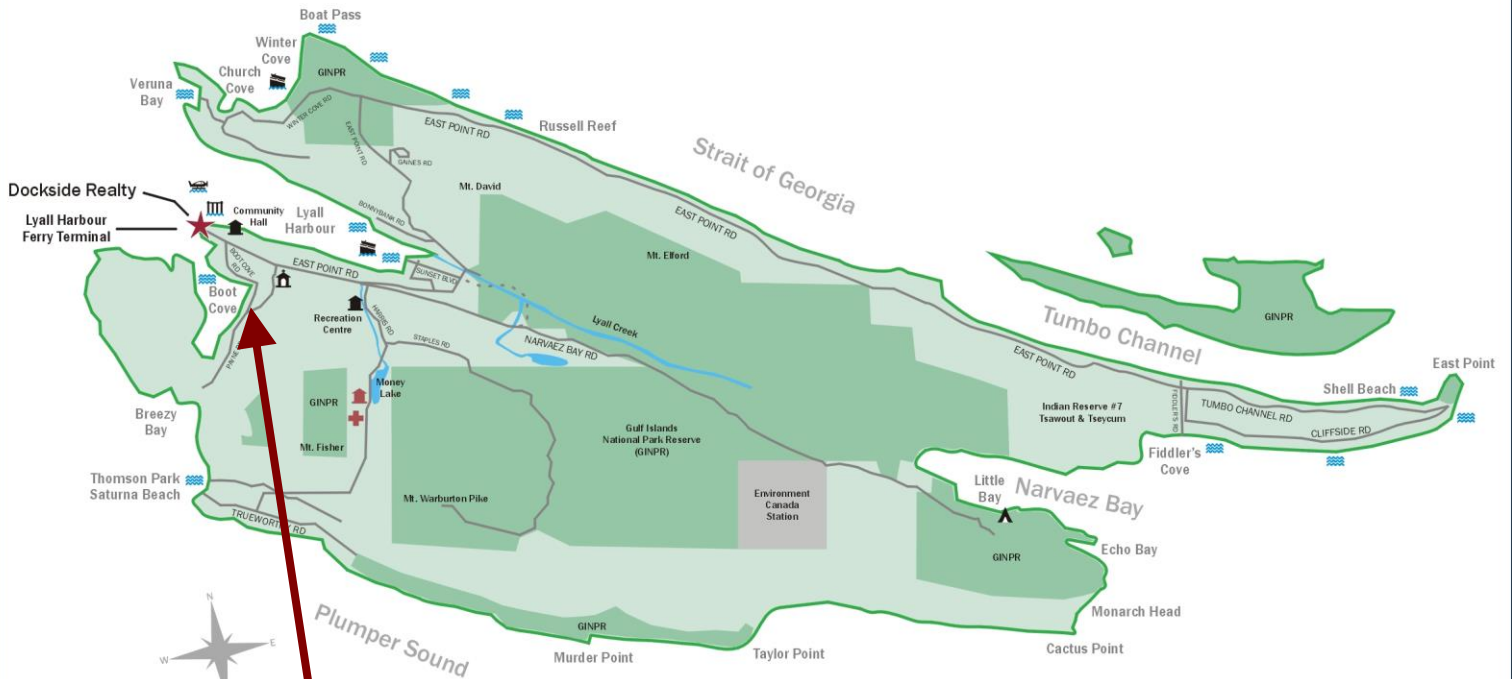 Boat Pass
Winter
Cove
Church
Cove
Veruna
Bay
GINPR
WINTER COVE RD
EAST POINT RD
EAST POINT RD
Russell Reef
Strait of Georgia
GAINES RD
Mt. David
BONNYBANK RD
Dockside Realty
Lyall Harbour
Ferry Terminal
Community
Hall
Lyall
Harbour
EAST POINT RD
Mt. Elford
BOOT COVE
RD
EAST POINT RD
SUNSET BLVD
Boot
Cove
Recreation
Centre
HARRIS RD
Lyall Creek
STAPLES RD
NARVAEZ BAY RD
Tumbo Channel
GINPR
EAST POINT RD
East Point
Shell Beach
Money
Lake
GINPR
Breezy
Bay
Mt. Fisher
Gulf Islands
National Park Reserve
(GINPR)
Indian Reserve #7
Tsawout & Tseycum
FIDDLER'S RD
TUMBO CHANNEL RD
CLIFFSIDE RD
Fiddler's
Cove
Thomson Park
Saturna Beach
Mt. Warburton Pike
Environment
Canada
Station
Little
Bay
Narvaez Bay
TRUEWORTHY RD
Echo Bay
GINPR
Monarch Head
Plumper Sound
GINPR
Murder Point
Taylor Point
Cactus Point
N
E
W